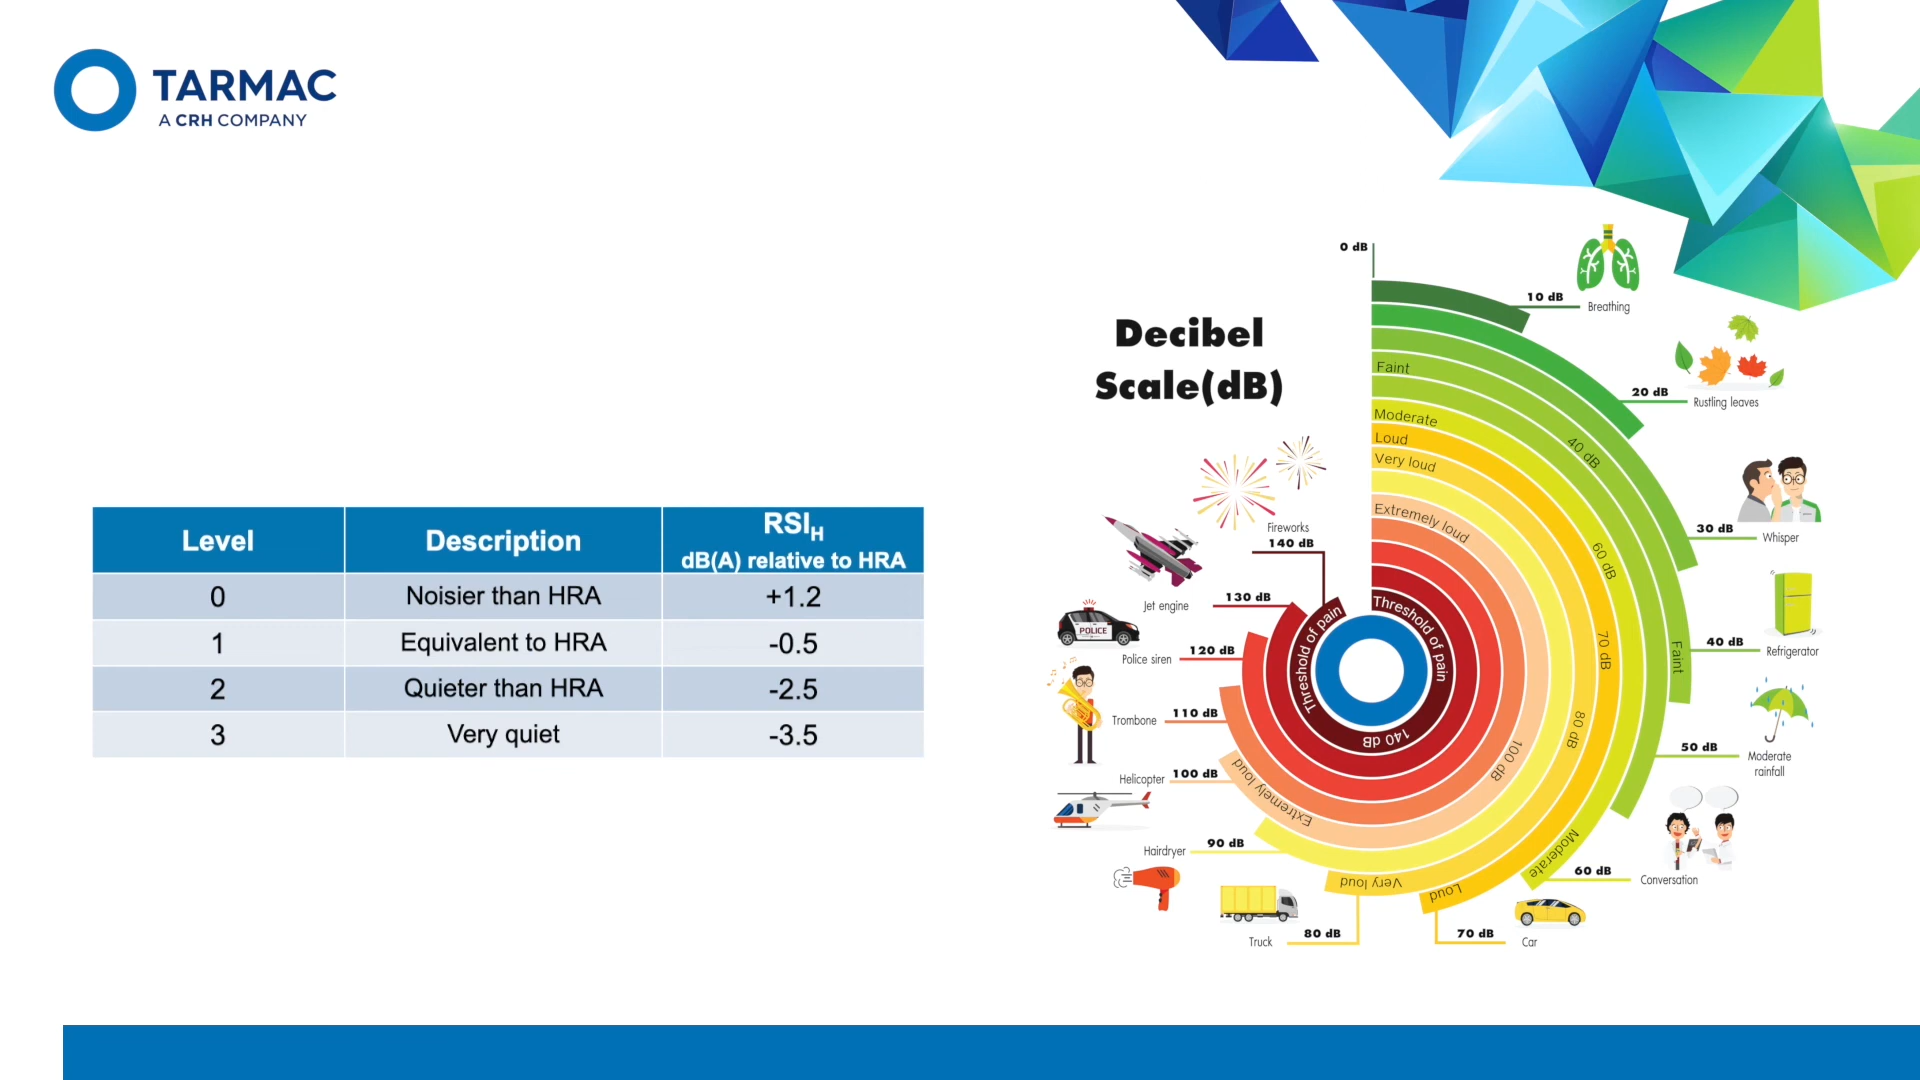 TARMAC
A CRH COMPANY
Level Description RSIH
dB(A) relative to HRA
0 Noisier than HRA +1.2
1 Equivalent to HRA -0.5
2 Quieter than HRA -2.5
3 Very quiet -3.5
Decibel
Scale(dB)
0 dB
10 dB
Breathing
20 dB
Rustling leaves
30 dB
Whisper
40 dB
Refrigerator
50 dB
Moderate
rainfall
60 dB
Conversation
70 dB
Car
80 dB
Truck
90 dB
Hairdryer
100 dB
Helicopter
110 dB
Trombone
120 dB
Police siren
POLICE
130 dB
Jet engine
Fireworks
140 dB
Faint
Moderate
Loud
Very loud
Extremely loud
Threshold of pain
40 dB
60 dB
70 dB
80 dB
100 dB
140 dB
Faint
Moderate
Loud
Very loud
Extremely loud
Threshold of pain